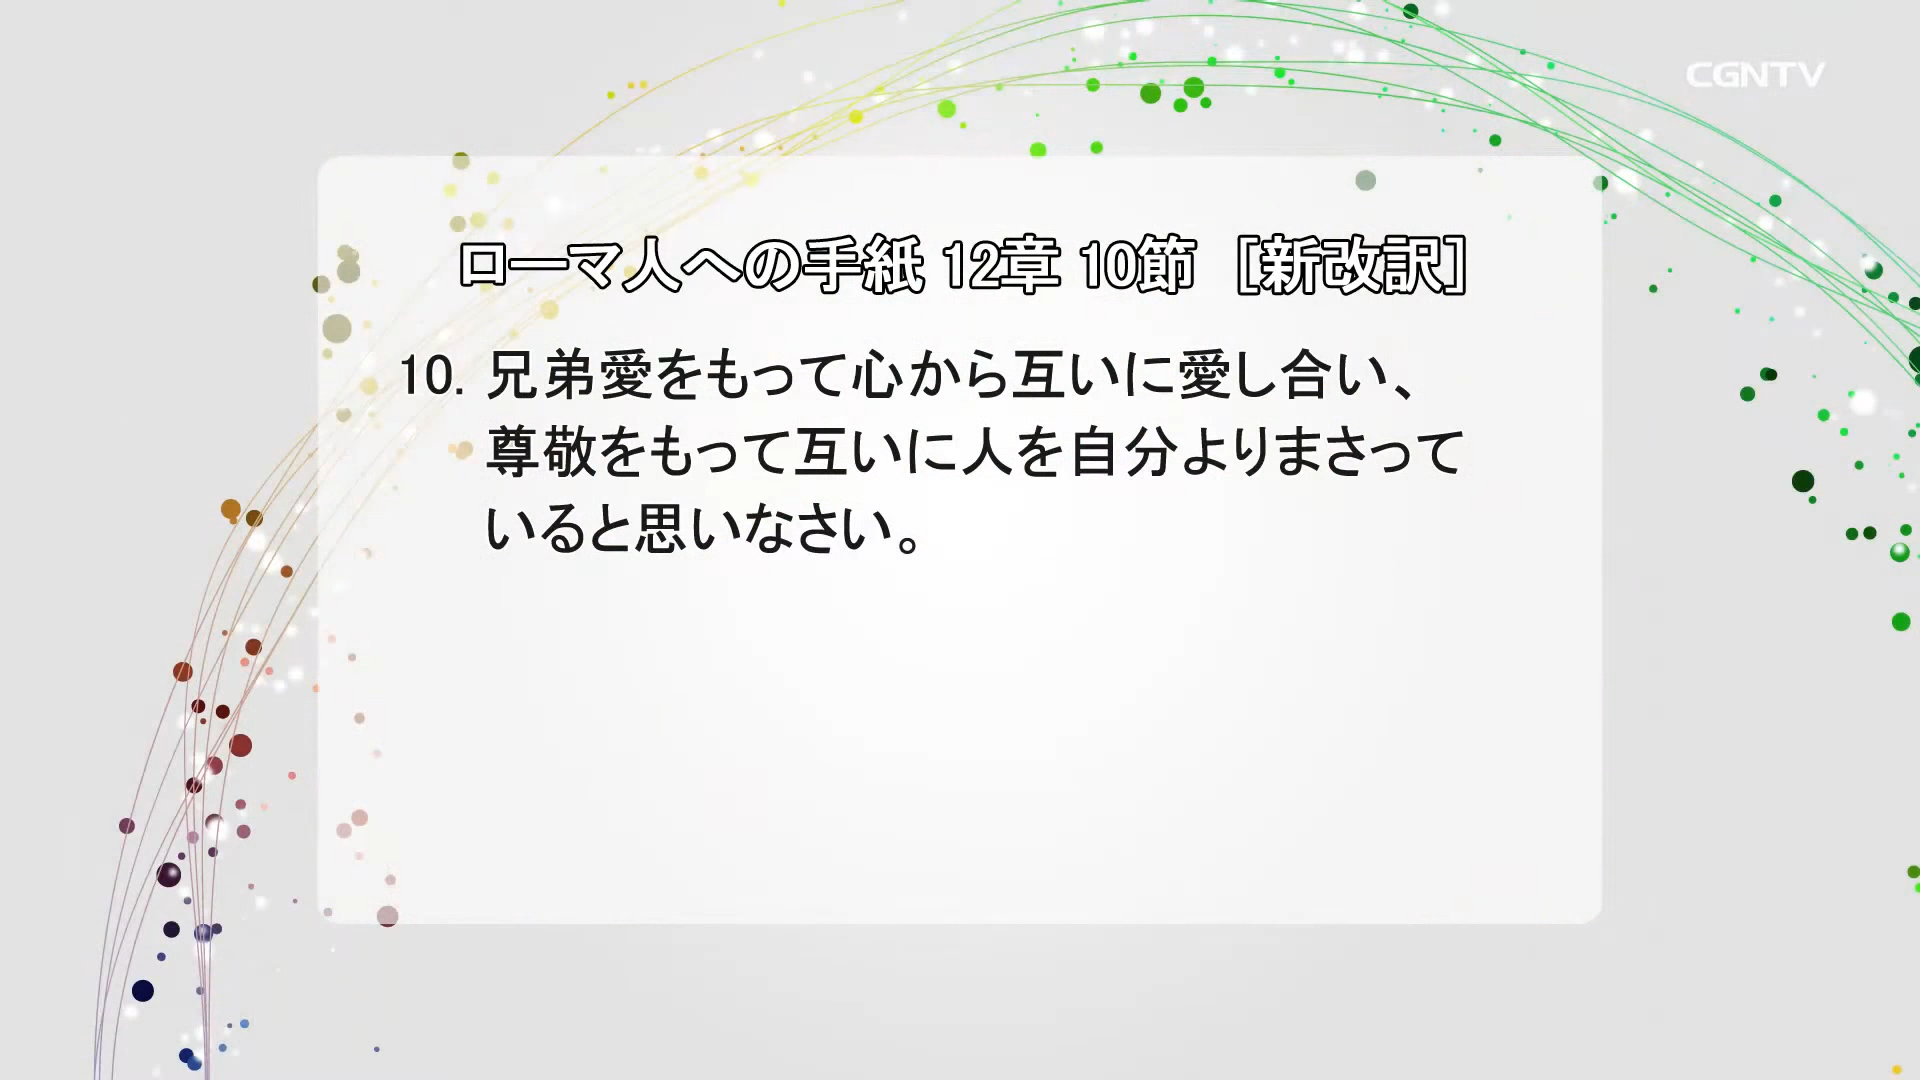 CGNTV
ローマ人への手紙 12章 10節 [新改訳]
10. 兄弟愛をもって心から互いに愛し合い、
尊敬をもって互いに人を自分よりまさって
いると思いなさい。